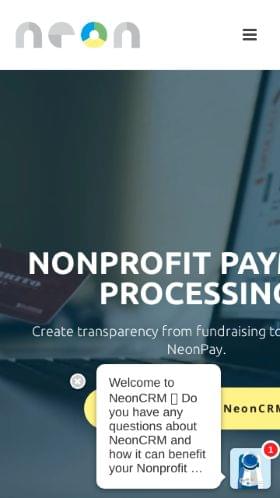 neon
NONPROFIT PAY
PROCESSING
Create transparency from fundraising to
NeonPay.
Welcome to
NeonCRM ▯ Do
you have any
questions about
NeonCRM and
how it can benefit
your Nonprofit ...
NeonCRM
1